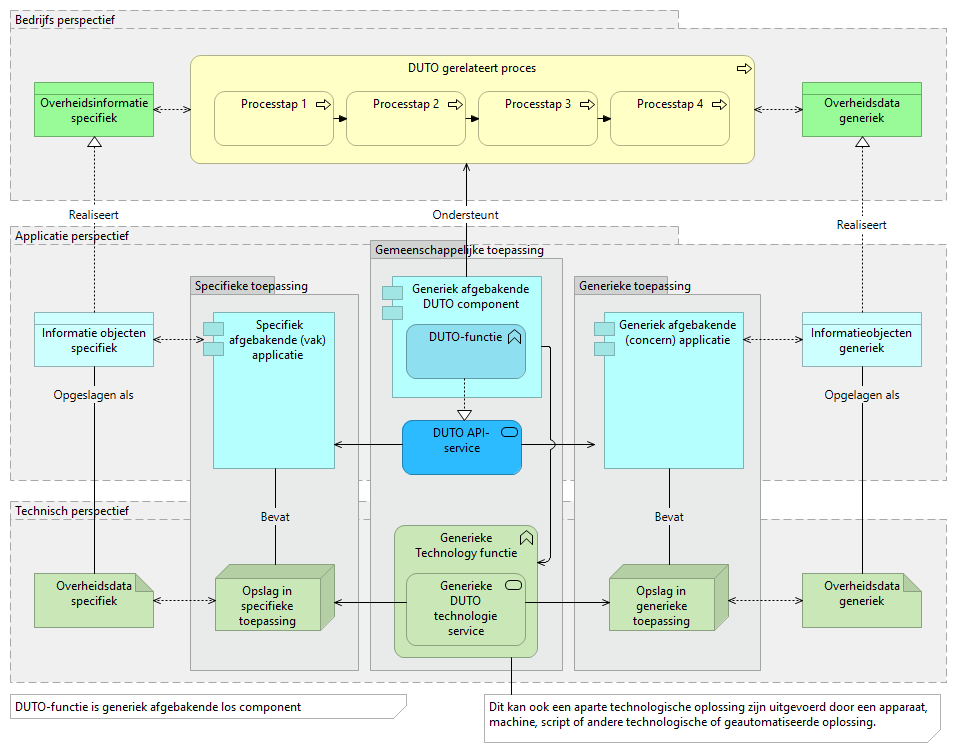 Bedrijfs perspectief
DUTO gerelateert proces
Overheidsinformatie
specifiek
Processtap 1
Processtap 2
Processtap 3
Processtap 4
Overheidsdata
generiek
Realiseert
Ondersteunt
Realiseert
Applicatie perspectief
Gemeenschappelijke toepassing
Specifieke toepassing
Generieke toepassing
Informatie objecten
specifiek
Specifiek
afgebakende (vak)
applicatie
Generiek afgebakende
DUTO component
DUTO-functie
Generiek afgebakende
(concern) applicatie
Informatieobjecten
generiek
Opgeslagen als
Opgelagen als
DUTO API-
service
Technisch perspectief
Bevat
Bevat
Generieke
Technology functie
Overheidsdata
specifiek
Opslag in
specifieke
toepassing
Generieke
DUTO
technologie
service
Opslag in
generieke
toepassing
Overheidsdata
generiek
DUTO-functie is generiek afgebakende los component
Dit kan ook een aparte technologische oplossing zijn uitgevoerd door een apparaat,
machine, script of andere technologische of geautomatiseerde oplossing.